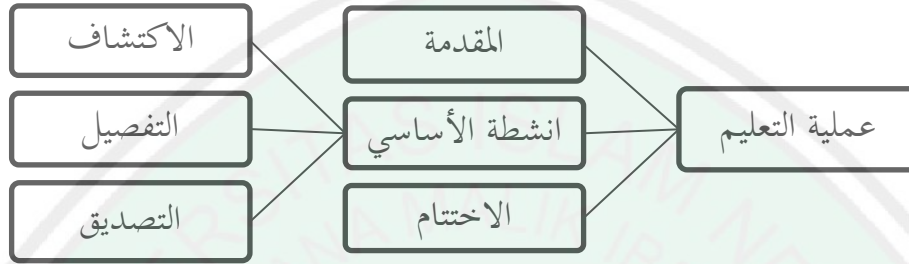 عملية التعليم
المقدمة
انشطة الأساسي
الاختتام
الاكتشاف
التفصيل
التصديق